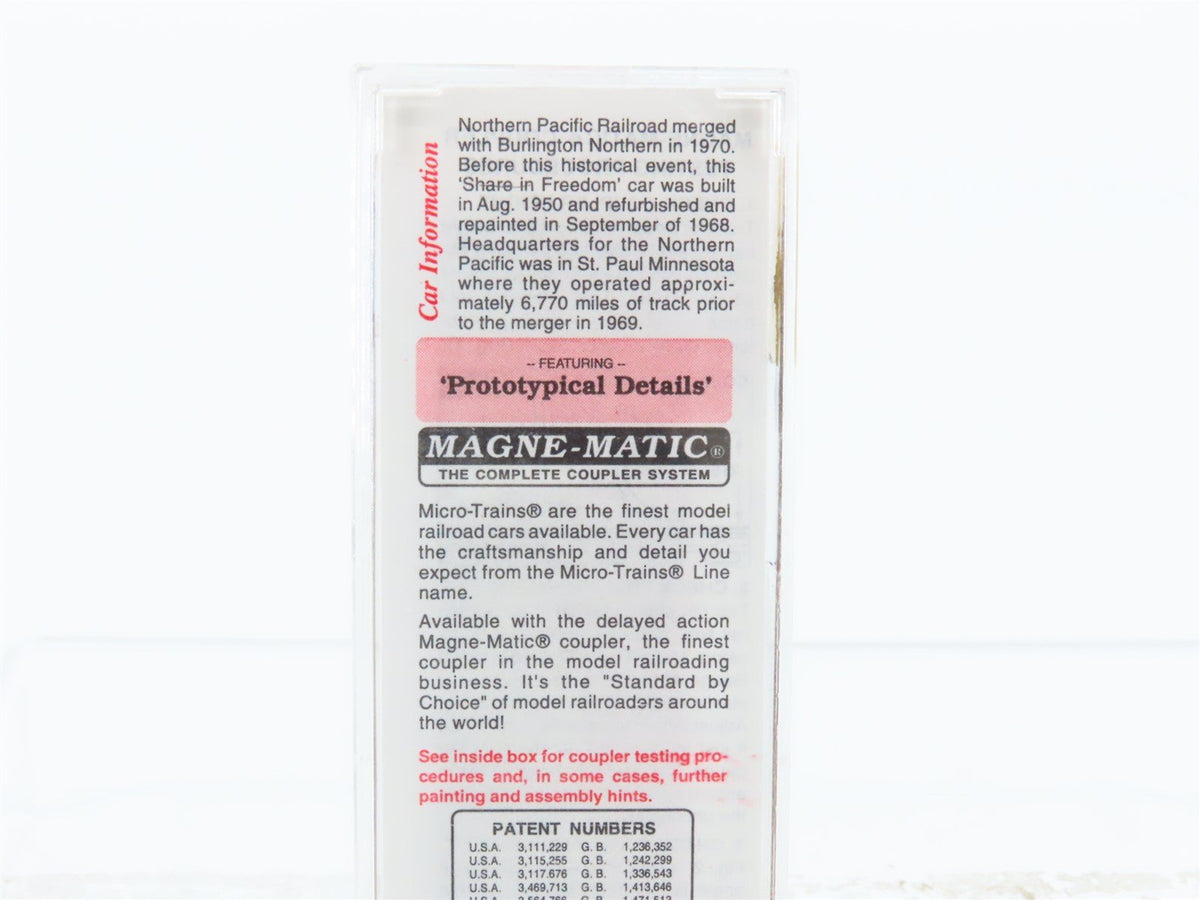 Car Information
Northern Pacific Railroad merged
with Burlington Northern in 1970.
Before this historical event, this
'Share in Freedom' car was built
in Aug. 1950 and refurbished and
repainted in September of 1968.
Headquarters for the Northern
Pacific was in St. Paul Minnesota
where they operated approxi-
mately 6,770 miles of track prior
to the merger in 1969.
-- FEATURING --
'Prototypical Details'
MAGNE-MATIC®
THE COMPLETE COUPLER SYSTEM
Micro-Trains® are the finest model
railroad cars available. Every car has
the craftsmanship and detail you
expect from the Micro-Trains® Line
name.
Available with the delayed action
Magne-Matic® coupler, the finest
coupler in the model railroading
business. It's the "Standard by
Choice" of model railroaders around
the world!
See inside box for coupler testing pro-
cedures and, in some cases, further
painting and assembly hints.
PATENT NUMBERS
U.S.A. 3,111,229 G. B. 1,236,352
U.S.A. 3,115,255 G. B. 1,242,299
U.S.A. 3,117,676 G. B. 1,336,543
U.S.A. 3,469,713 G. B. 1,413,646